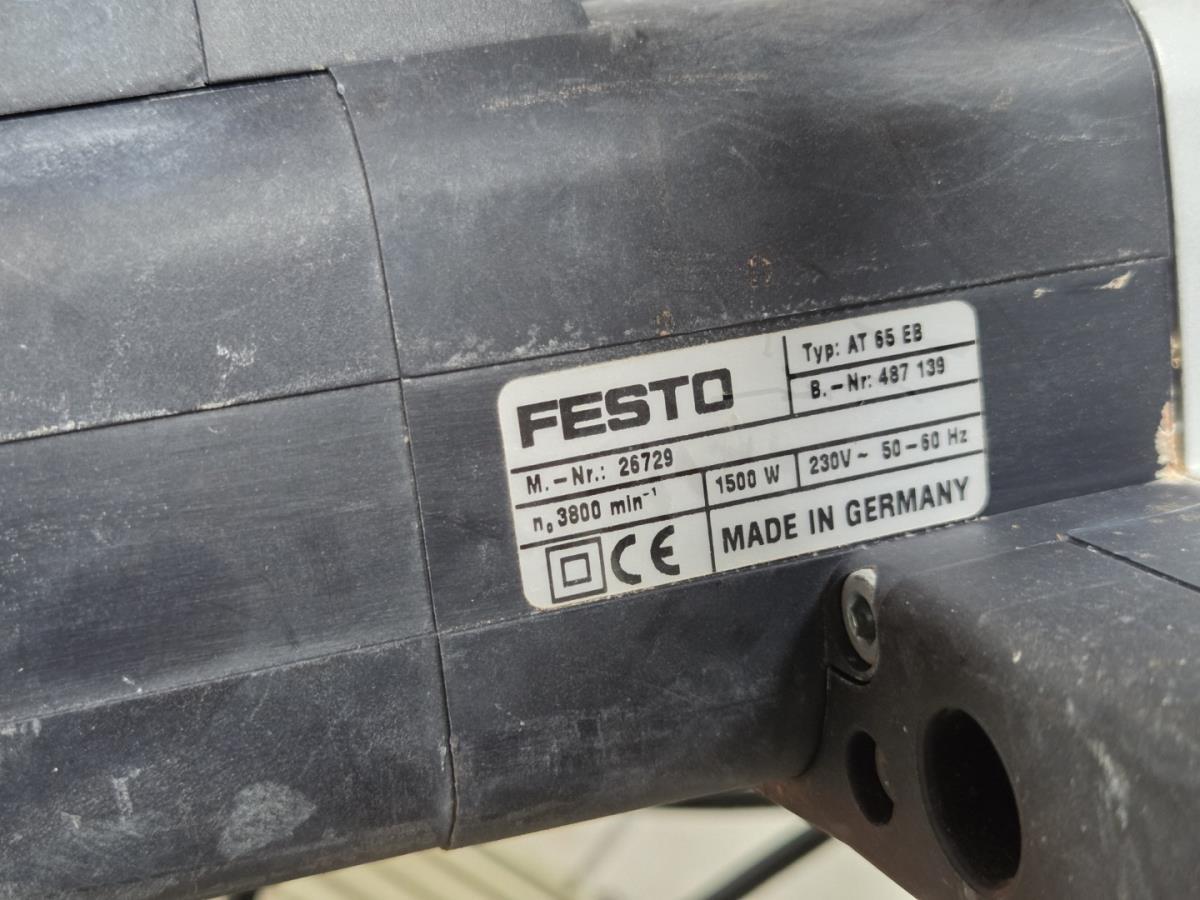 FESTO
Typ: AT 65 EB
B.-Nr: 487 139
M.-Nr.: 26729
n₀ 3800 min⁻¹
1500 W
230V ~ 50-60 Hz
CE
MADE IN GERMANY